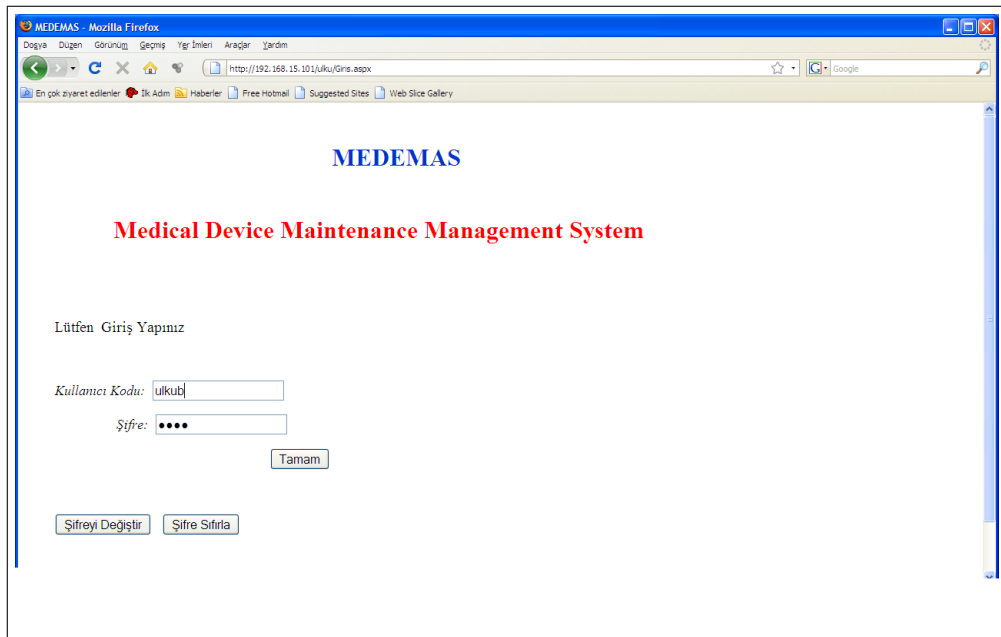 MEDEMAS - Mozilla Firefox
Dosya Düzen Görünüm Geçmiş Yer İmleri Araçlar Yardım
http://192.168.15.101/ulku/Giris.aspx G Google
En çok ziyaret edilenler İlk Adım Haberler Free Hotmail Suggested Sites Web Slice Gallery
MEDEMAS
Medical Device Maintenance Management System
Lütfen Giriş Yapınız
Kullanıcı Kodu: ulkub
Şifre: ●●●●
Tamam
Şifreyi Değiştir Şifre Sıfırla